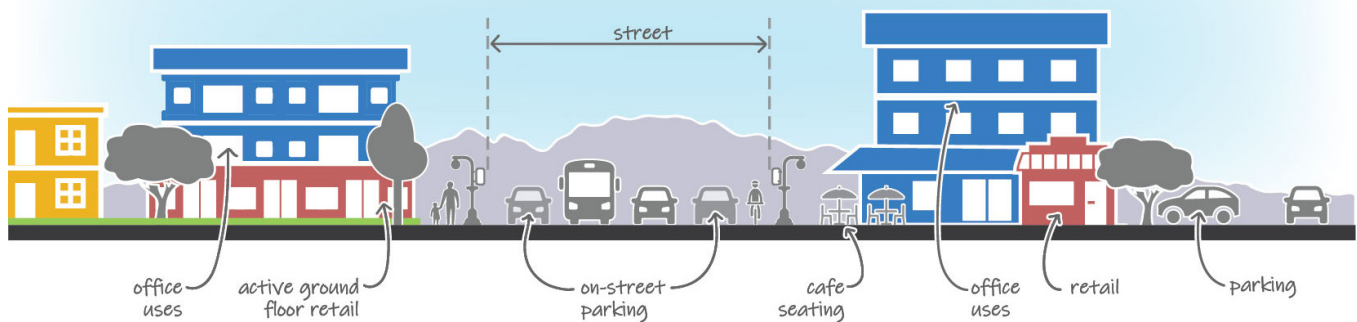 street
office
uses
active ground
floor retail
on-street
parking
cafe
seating
office
uses
retail
parking